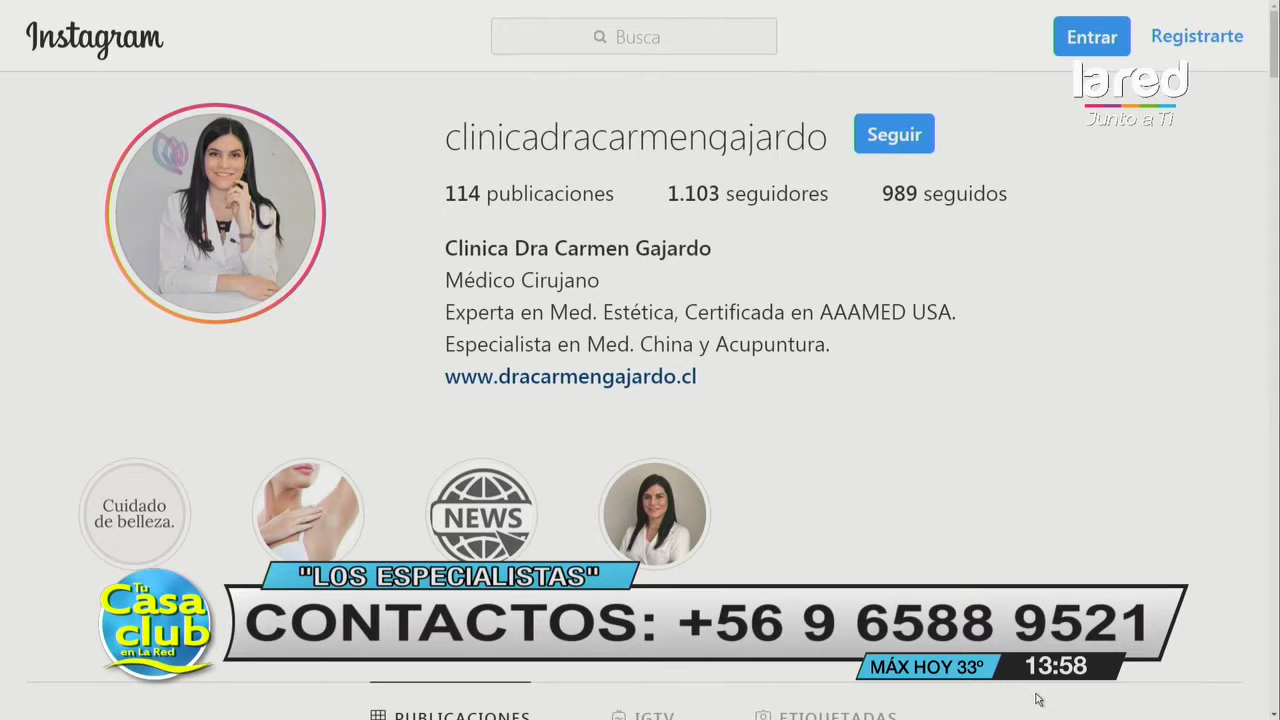 Instagram
Busca
Entrar
Registrarte
lared
Junto a Ti
clinicadracarmengajardo
Seguir
114 publicaciones
1.103 seguidores
989 seguidos
Clinica Dra Carmen Gajardo
Médico Cirujano
Experta en Med. Estética, Certificada en AAAMED USA.
Especialista en Med. China y Acupuntura.
www.dracarmengajardo.cl
Cuidado
de belleza.
NEWS
"LOS ESPECIALISTAS"
Tu
Casa
club
en La Red
CONTACTOS: +56 9 6588 9521
MÁX HOY 33º
13:58
PUBLICACIONES
IGTV
ETIQUETADAS